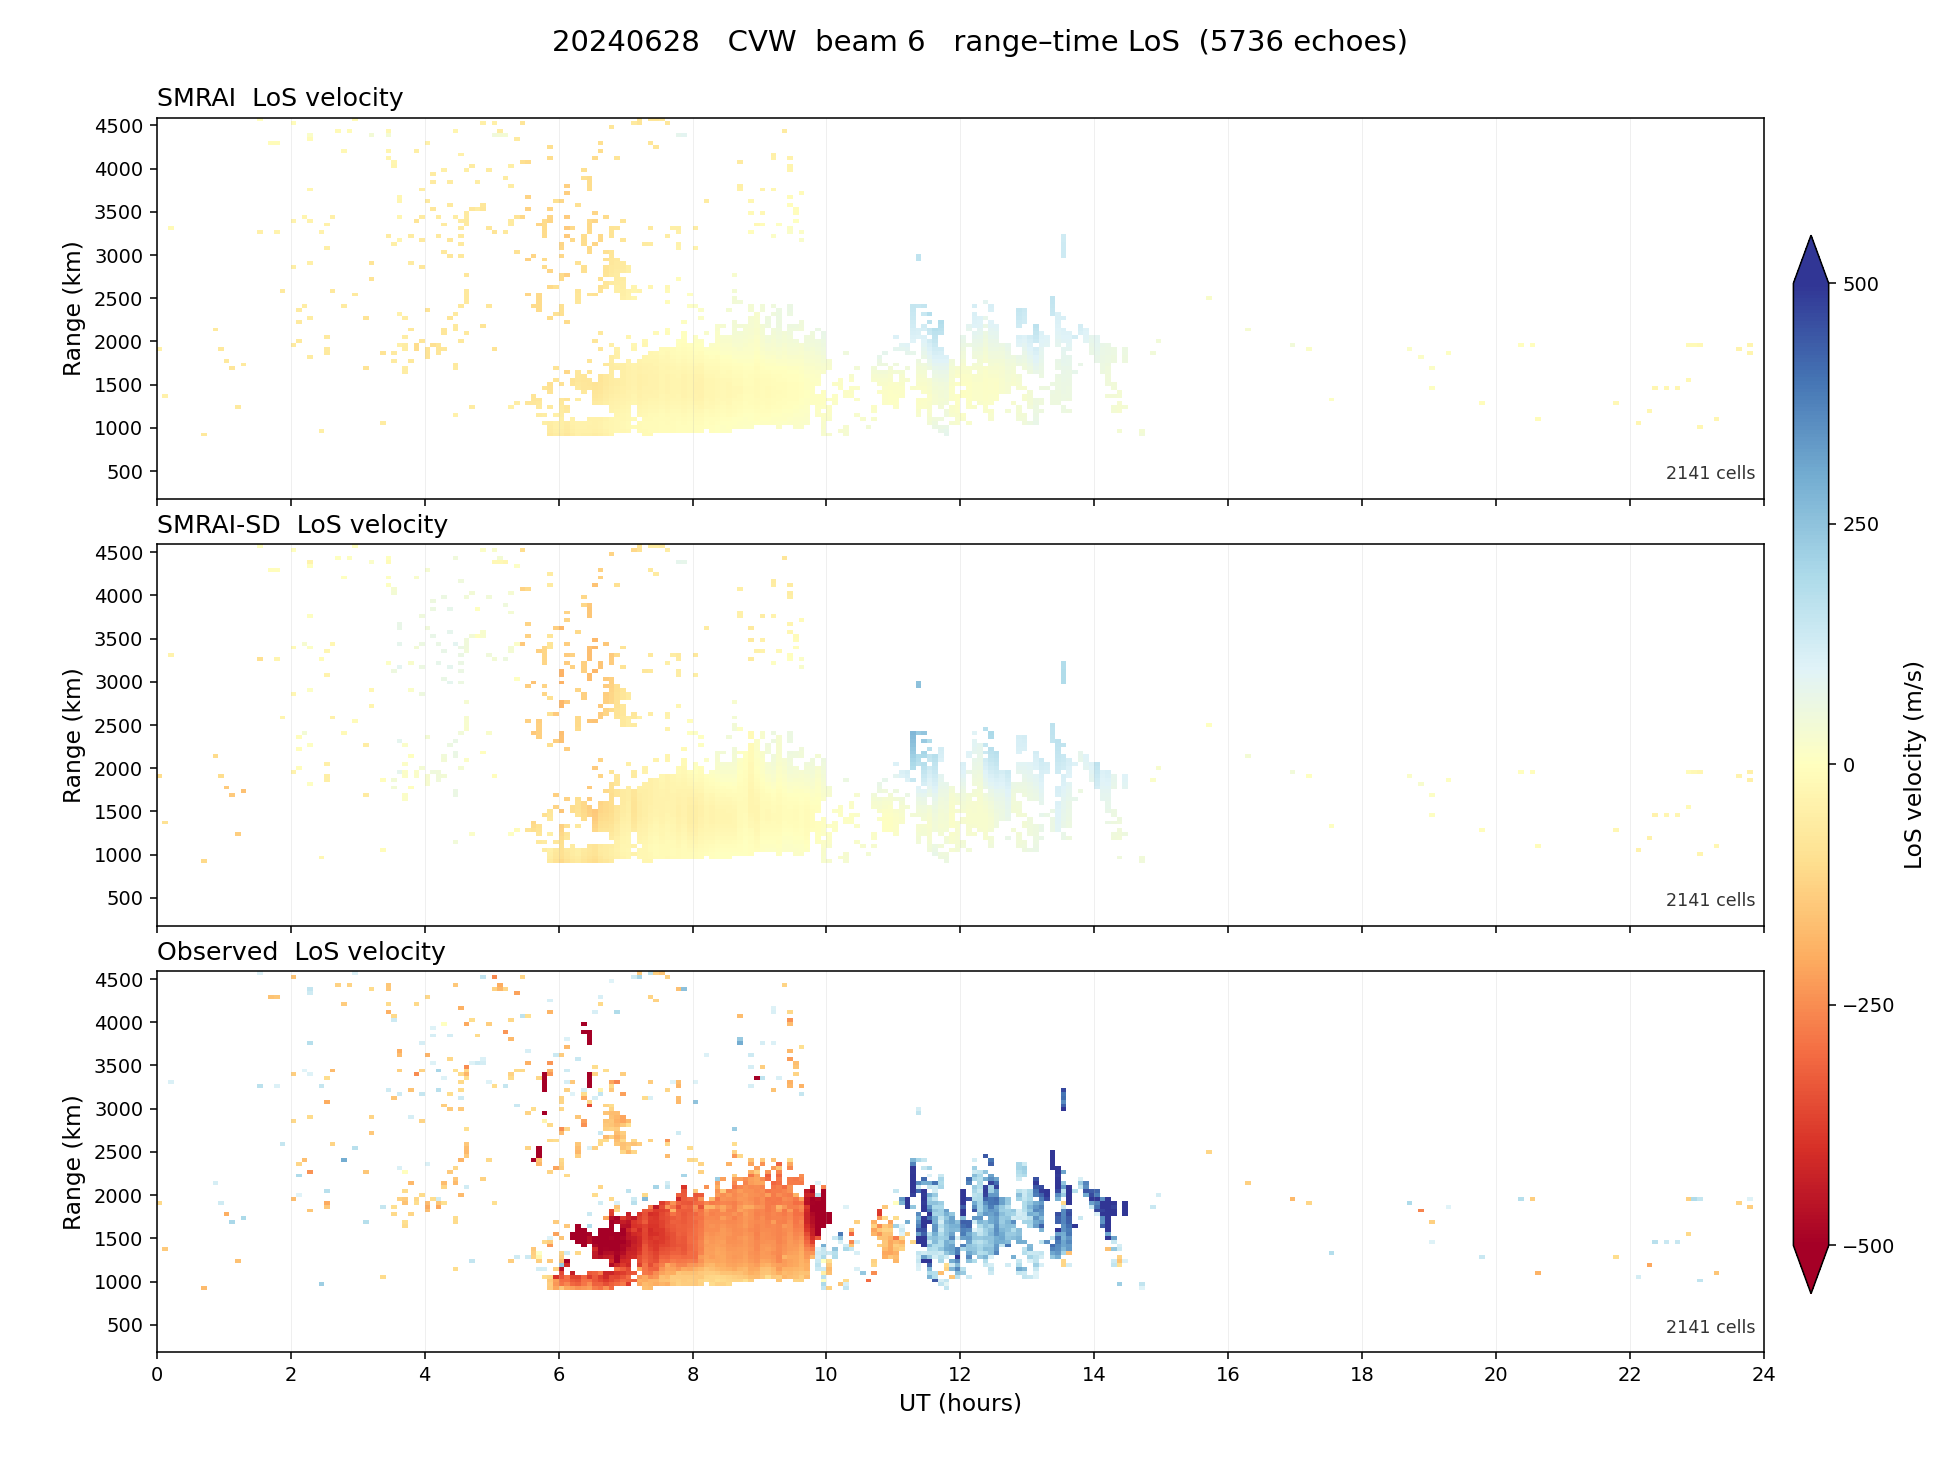 20240628   CVW  beam 6   range–time LoS  (5736 echoes)
SMRAI  LoS velocity
4500
4000
3500
3000
2500
2000
1500
1000
500
Range (km)
2141 cells
SMRAI-SD  LoS velocity
4500
4000
3500
3000
2500
2000
1500
1000
500
Range (km)
2141 cells
Observed  LoS velocity
4500
4000
3500
3000
2500
2000
1500
1000
500
Range (km)
2141 cells
0 2 4 6 8 10 12 14 16 18 20 22 24
UT (hours)
500
250
0
−250
−500
LoS velocity (m/s)